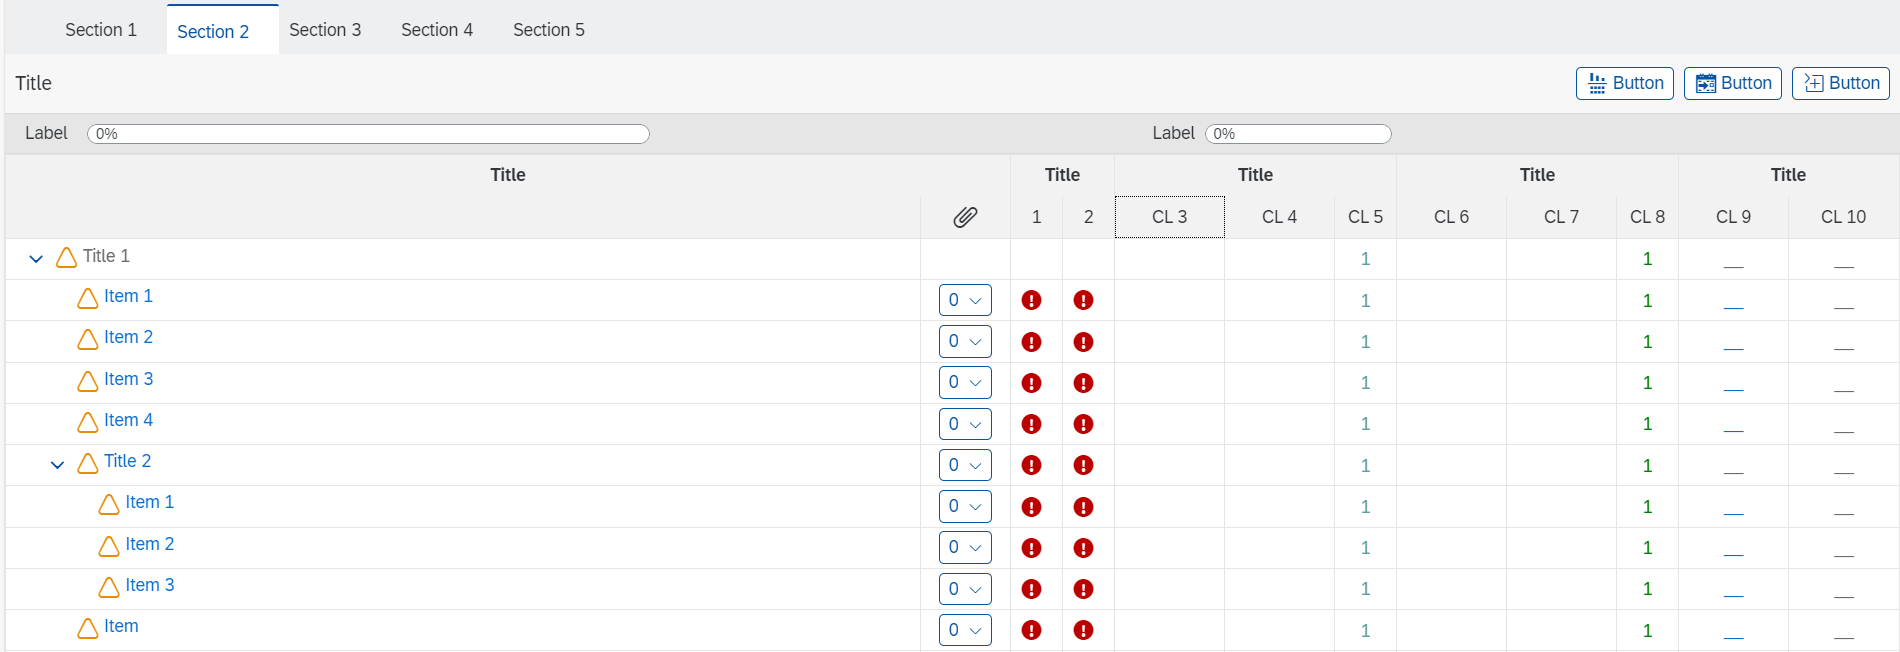 Section 1 Section 2 Section 3 Section 4 Section 5
Title Button Button Button
Label 0% Label 0%
Title Title Title Title Title
1 2 CL 3 CL 4 CL 5 CL 6 CL 7 CL 8 CL 9 CL 10
Title 1 1 1 __ __
Item 1 0 1 1 __ __
Item 2 0 1 1 __ __
Item 3 0 1 1 __ __
Item 4 0 1 1 __ __
Title 2 0 1 1 __ __
Item 1 0 1 1 __ __
Item 2 0 1 1 __ __
Item 3 0 1 1 __ __
Item 0 1 1 __ __